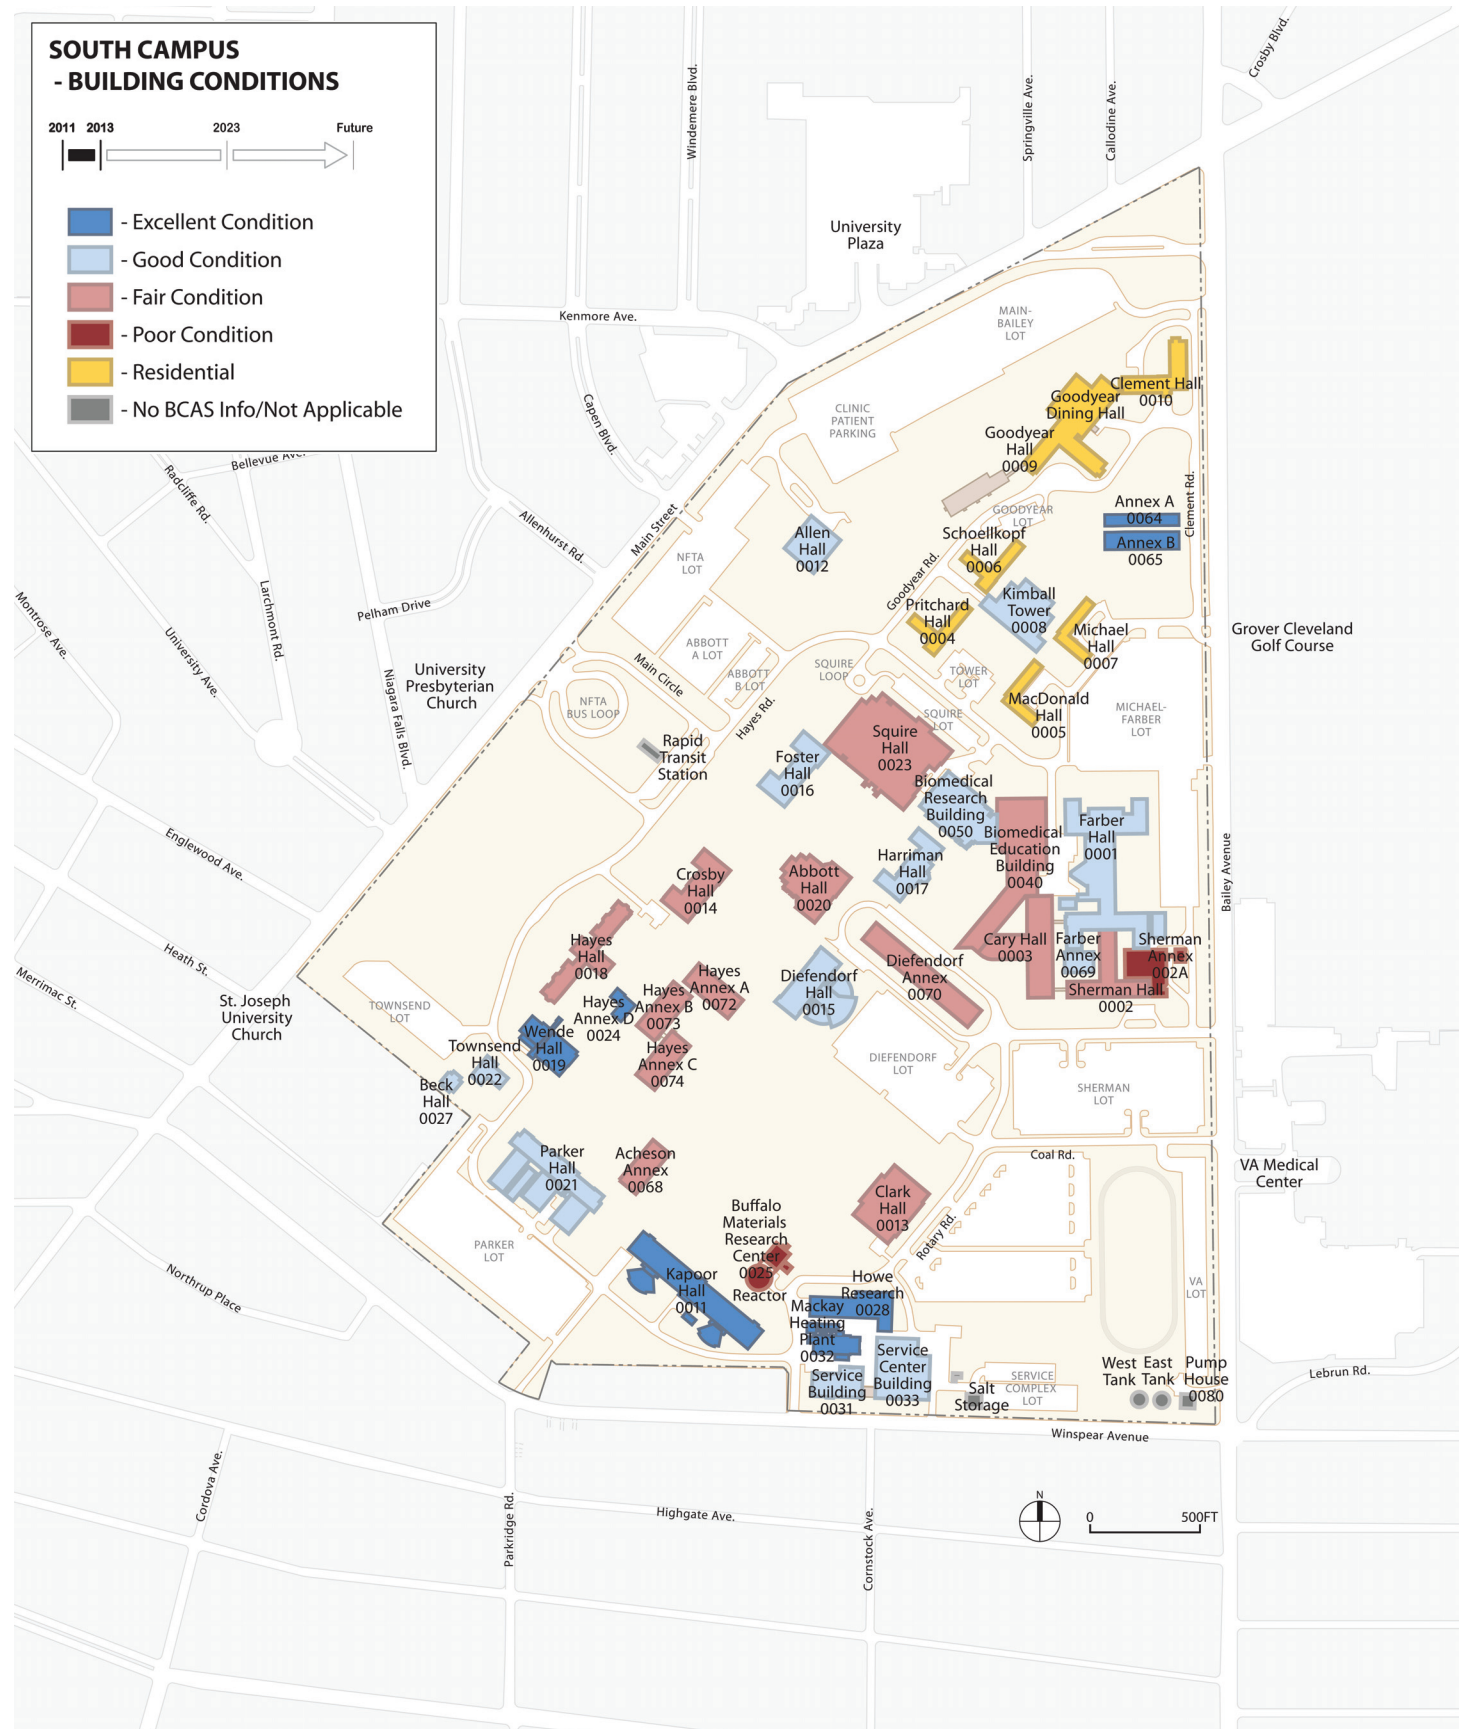 SOUTH CAMPUS
- BUILDING CONDITIONS
2011 2013 2023 Future
- Excellent Condition
- Good Condition
- Fair Condition
- Poor Condition
- Residential
- No BCAS Info/Not Applicable
Crosby Blvd.
Windemere Blvd.
Springville Ave.
Callodine Ave.
University
Plaza
Kenmore Ave.
MAIN-
BAILEY
LOT
Capen Blvd.
CLINIC
PATIENT
PARKING
Clement Hall
0010
Goodyear
Dining Hall
Goodyear
Hall
0009
Bellevue Ave.
Radcliffe Rd.
Allenhurst Rd.
Main Street
Clement Rd.
Annex A
0064
Annex B
0065
GOODYEAR
LOT
Allen
Hall
0012
Schoellkopf
Hall
0006
NFTA
LOT
Goodyear Rd.
Kimball
Tower
0008
Pritchard
Hall
0004
Michael
Hall
0007
Grover Cleveland
Golf Course
Montrose Ave.
Larchmont Rd.
Pelham Drive
University Ave.
Niagara Falls Blvd.
University
Presbyterian
Church
ABBOTT
A LOT
Main Circle
ABBOTT
B LOT
SQUIRE
LOOP
TOWER
LOT
MacDonald
Hall
0005
MICHAEL-
FARBER
LOT
NFTA
BUS LOOP
Hayes Rd.
SQUIRE
LOT
Squire
Hall
0023
Rapid
Transit
Station
Foster
Hall
0016
Biomedical
Research
Building
0050
Biomedical
Education
Building
0040
Farber
Hall
0001
Harriman
Hall
0017
Englewood Ave.
Bailey Avenue
Crosby
Hall
0014
Abbott
Hall
0020
Heath St.
Merrimac St.
Hayes
Hall
0018
Cary Hall
0003
Farber
Annex
0069
Sherman
Annex
002A
Sherman Hall
0002
Diefendorf
Annex
0070
Diefendorf
Hall
0015
Hayes
Annex A
0072
Hayes
Annex B
0073
Hayes
Annex D
0024
Hayes
Annex C
0074
St. Joseph
University
Church
TOWNSEND
LOT
Wende
Hall
0019
Townsend
Hall
0022
Beck
Hall
0027
DIEFENDORF
LOT
SHERMAN
LOT
Coal Rd.
VA Medical
Center
Parker
Hall
0021
Acheson
Annex
0068
Clark
Hall
0013
Rotary Rd.
Buffalo
Materials
Research
Center
0025
Reactor
PARKER
LOT
Northrup Place
Kapoor
Hall
0011
Howe
Research
0028
Mackay
Heating
Plant
0032
VA
LOT
Service
Center
Building
0033
Service
Building
0031
Salt
Storage
SERVICE
COMPLEX
LOT
West
Tank
East
Tank
Pump
House
0080
Lebrun Rd.
Winspear Avenue
Cordova Ave.
Parkridge Rd.
Highgate Ave.
Cornstock Ave.
N
0 500FT